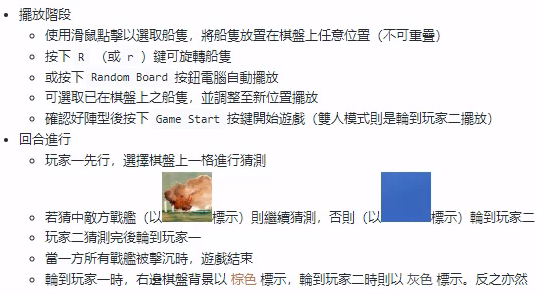 擺放階段
使用滑鼠點擊以選取船隻，將船隻放置在棋盤上任意位置（不可重疊）
按下 R （或 r ）鍵可旋轉船隻
或按下 Random Board 按鈕電腦自動擺放
可選取已在棋盤上之船隻，並調整至新位置擺放
確認好陣型後按下 Game Start 按鍵開始遊戲（雙人模式則是輪到玩家二擺放）
回合進行
玩家一先行，選擇棋盤上一格進行猜測
若猜中敵方戰艦（以標示）則繼續猜測，否則（以標示）輪到玩家二
玩家二猜測完後輪到玩家一
當一方所有戰艦被擊沉時，遊戲結束
輪到玩家一時，右邊棋盤背景以 棕色 標示，輪到玩家二時則以 灰色 標示。反之亦然